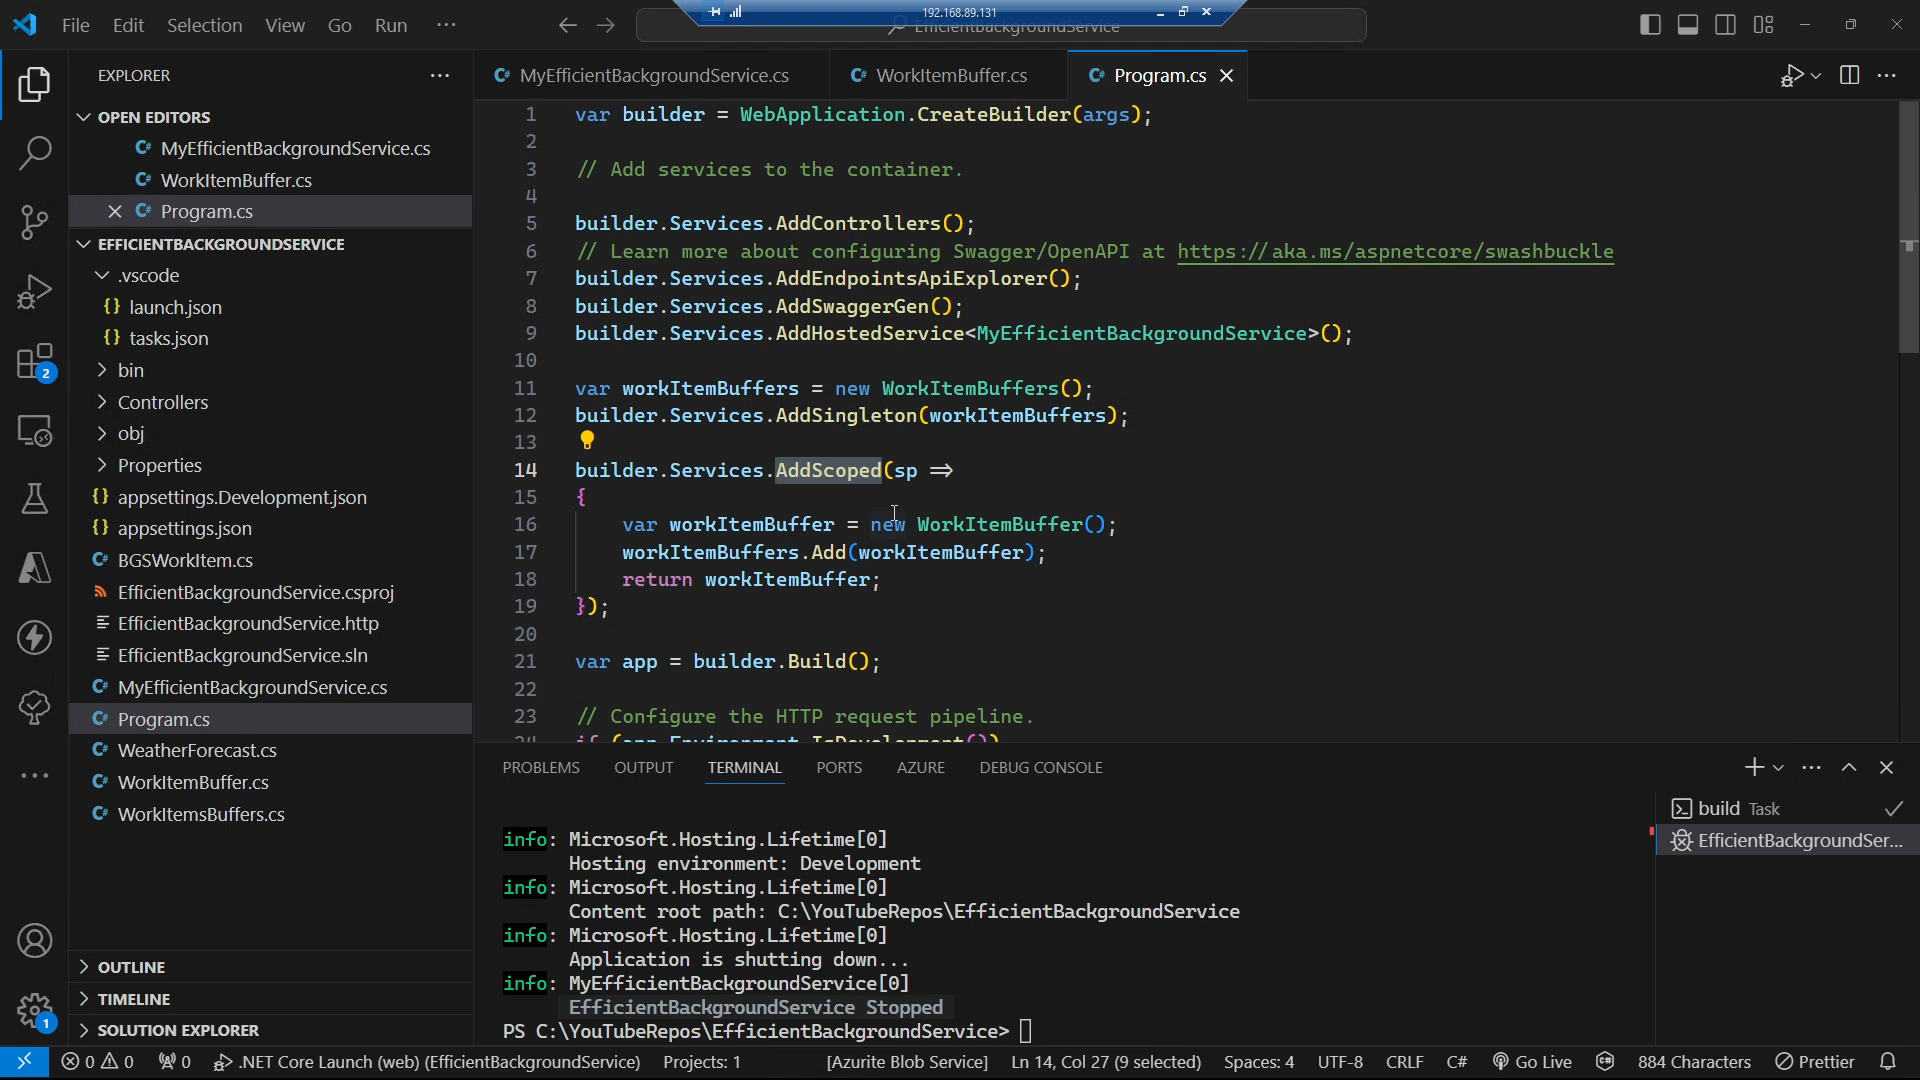 192.168.89.131
File Edit Selection View Go Run ···
EfficientBackgroundService
EXPLORER ···
OPEN EDITORS
MyEfficientBackgroundService.cs
WorkItemBuffer.cs
Program.cs
EFFICIENTBACKGROUNDSERVICE
.vscode
{} launch.json
{} tasks.json
bin
Controllers
obj
Properties
{} appsettings.Development.json
{} appsettings.json
C# BGSWorkItem.cs
EfficientBackgroundService.csproj
EfficientBackgroundService.http
EfficientBackgroundService.sln
C# MyEfficientBackgroundService.cs
C# Program.cs
C# WeatherForecast.cs
C# WorkItemBuffer.cs
C# WorkItemsBuffers.cs
OUTLINE
TIMELINE
SOLUTION EXPLORER
2
1
MyEfficientBackgroundService.cs WorkItemBuffer.cs Program.cs
1 var builder = WebApplication.CreateBuilder(args);
2
3 // Add services to the container.
4
5 builder.Services.AddControllers();
6 // Learn more about configuring Swagger/OpenAPI at https://aka.ms/aspnetcore/swashbuckle
7 builder.Services.AddEndpointsApiExplorer();
8 builder.Services.AddSwaggerGen();
9 builder.Services.AddHostedService<MyEfficientBackgroundService>();
10
11 var workItemBuffers = new WorkItemBuffers();
12 builder.Services.AddSingleton(workItemBuffers);
13
14 builder.Services.AddScoped(sp =>
15 {
16 var workItemBuffer = new WorkItemBuffer();
17 workItemBuffers.Add(workItemBuffer);
18 return workItemBuffer;
19 });
20
21 var app = builder.Build();
22
23 // Configure the HTTP request pipeline.
24 if (app.Environment.IsDevelopment())
PROBLEMS OUTPUT TERMINAL PORTS AZURE DEBUG CONSOLE
info: Microsoft.Hosting.Lifetime[0]
Hosting environment: Development
info: Microsoft.Hosting.Lifetime[0]
Content root path: C:\YouTubeRepos\EfficientBackgroundService
info: Microsoft.Hosting.Lifetime[0]
Application is shutting down...
info: MyEfficientBackgroundService[0]
EfficientBackgroundService Stopped
PS C:\YouTubeRepos\EfficientBackgroundService>
build Task
EfficientBackgroundSer...
0 0 0 .NET Core Launch (web) (EfficientBackgroundService) Projects: 1 [Azurite Blob Service] Ln 14, Col 27 (9 selected) Spaces: 4 UTF-8 CRLF C# Go Live 884 Characters Prettier